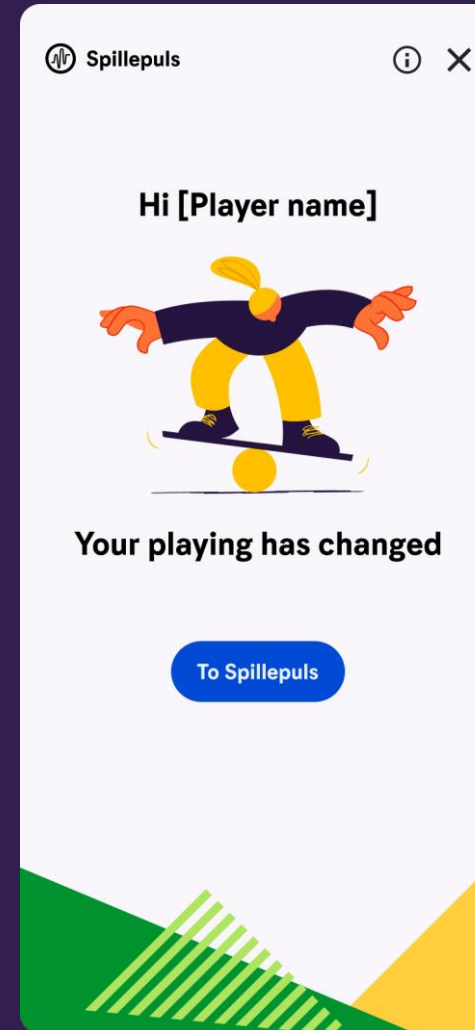 Spillepuls
Hi [Player name]
Your playing has changed
To Spillepuls